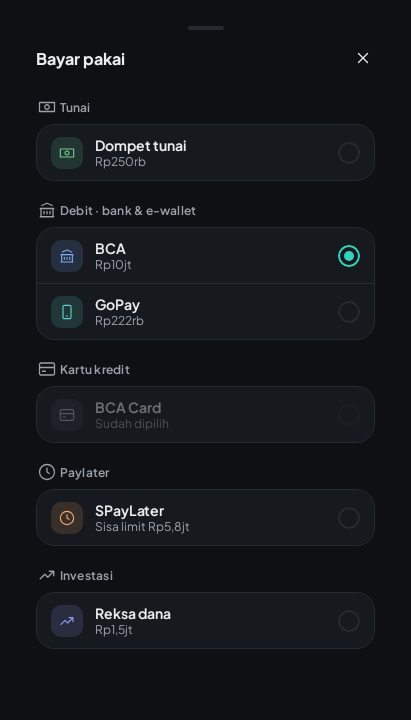 Bayar pakai
Tunai
Dompet tunai
Rp250rb
Debit · bank & e-wallet
BCA
Rp10jt
GoPay
Rp222rb
Kartu kredit
BCA Card
Sudah dipilih
Paylater
SPayLater
Sisa limit Rp5,8jt
Investasi
Reksa dana
Rp1,5jt